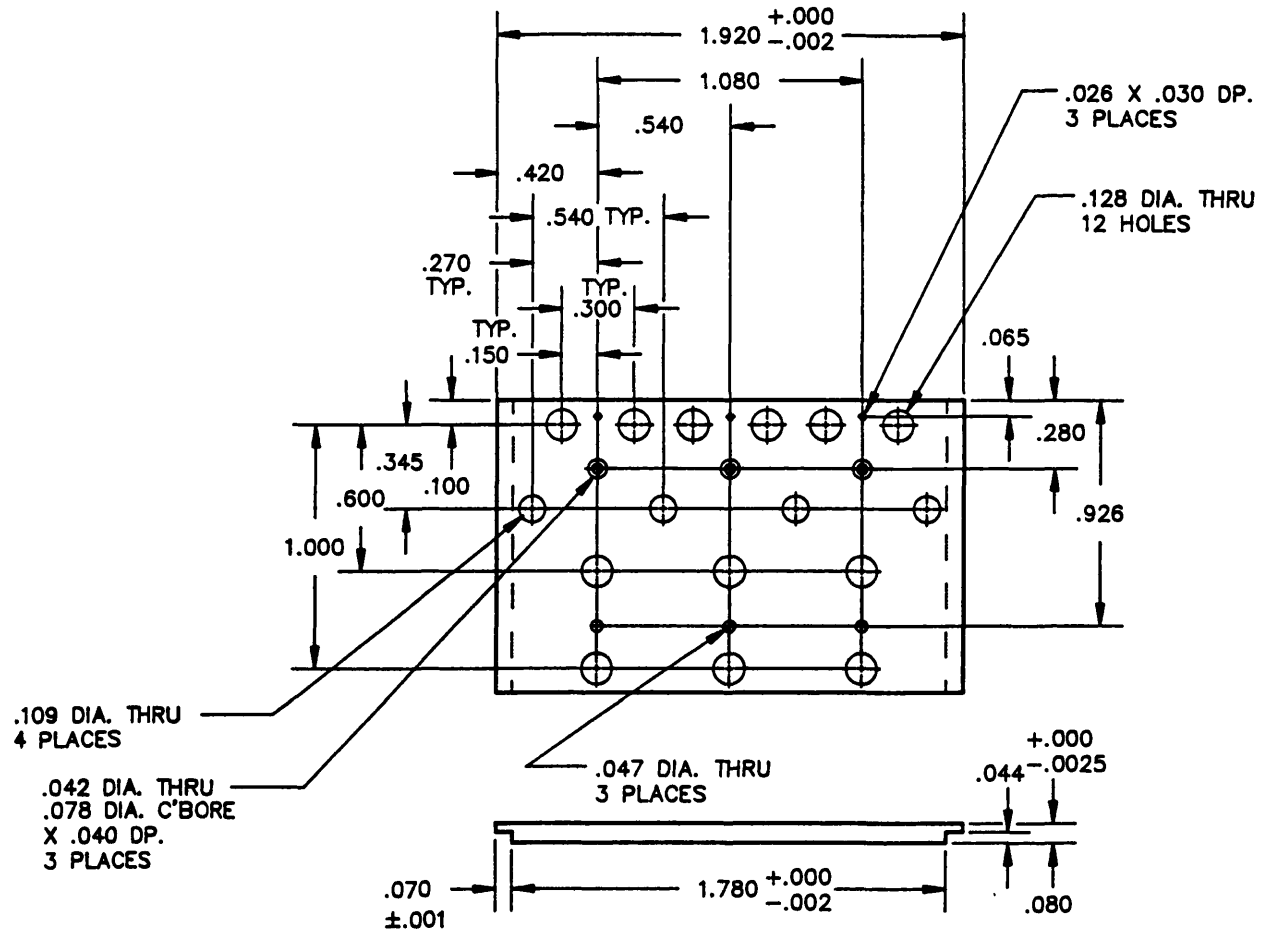 1.920 +.000
-.002
1.080
.026 X .030 DP.
3 PLACES
.540
.420
.128 DIA. THRU
12 HOLES
.540 TYP.
.270
TYP.
TYP.
.300
TYP.
.150
.065
.280
.345
.100
.600
.926
1.000
.109 DIA. THRU
4 PLACES
.042 DIA. THRU
.078 DIA. C'BORE
X .040 DP.
3 PLACES
.047 DIA. THRU
3 PLACES
+.000
.044 -.0025
.070
±.001
1.780 +.000
-.002
.080